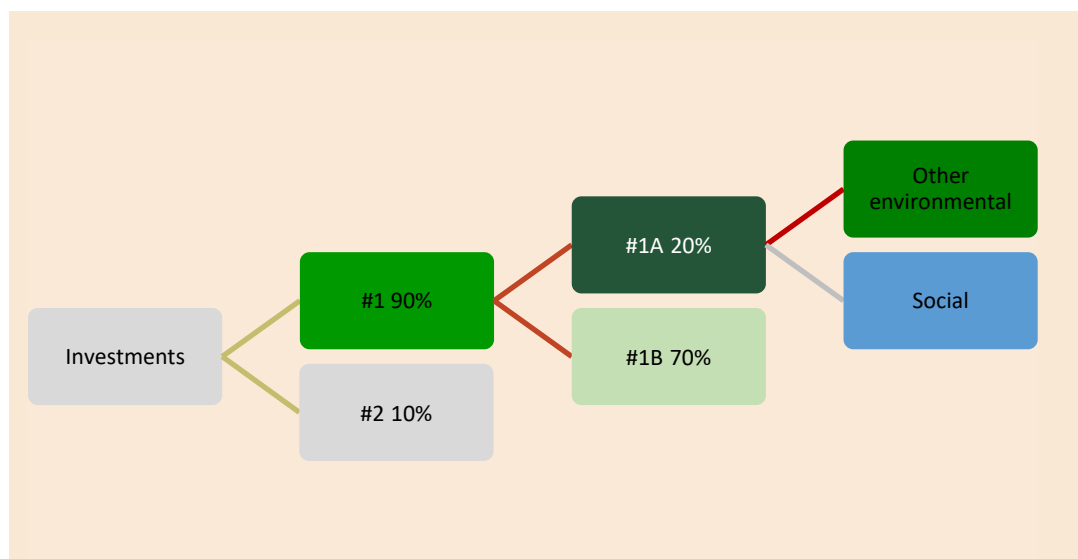 Investments
#1 90%
#2 10%
#1A 20%
#1B 70%
Other
environmental
Social